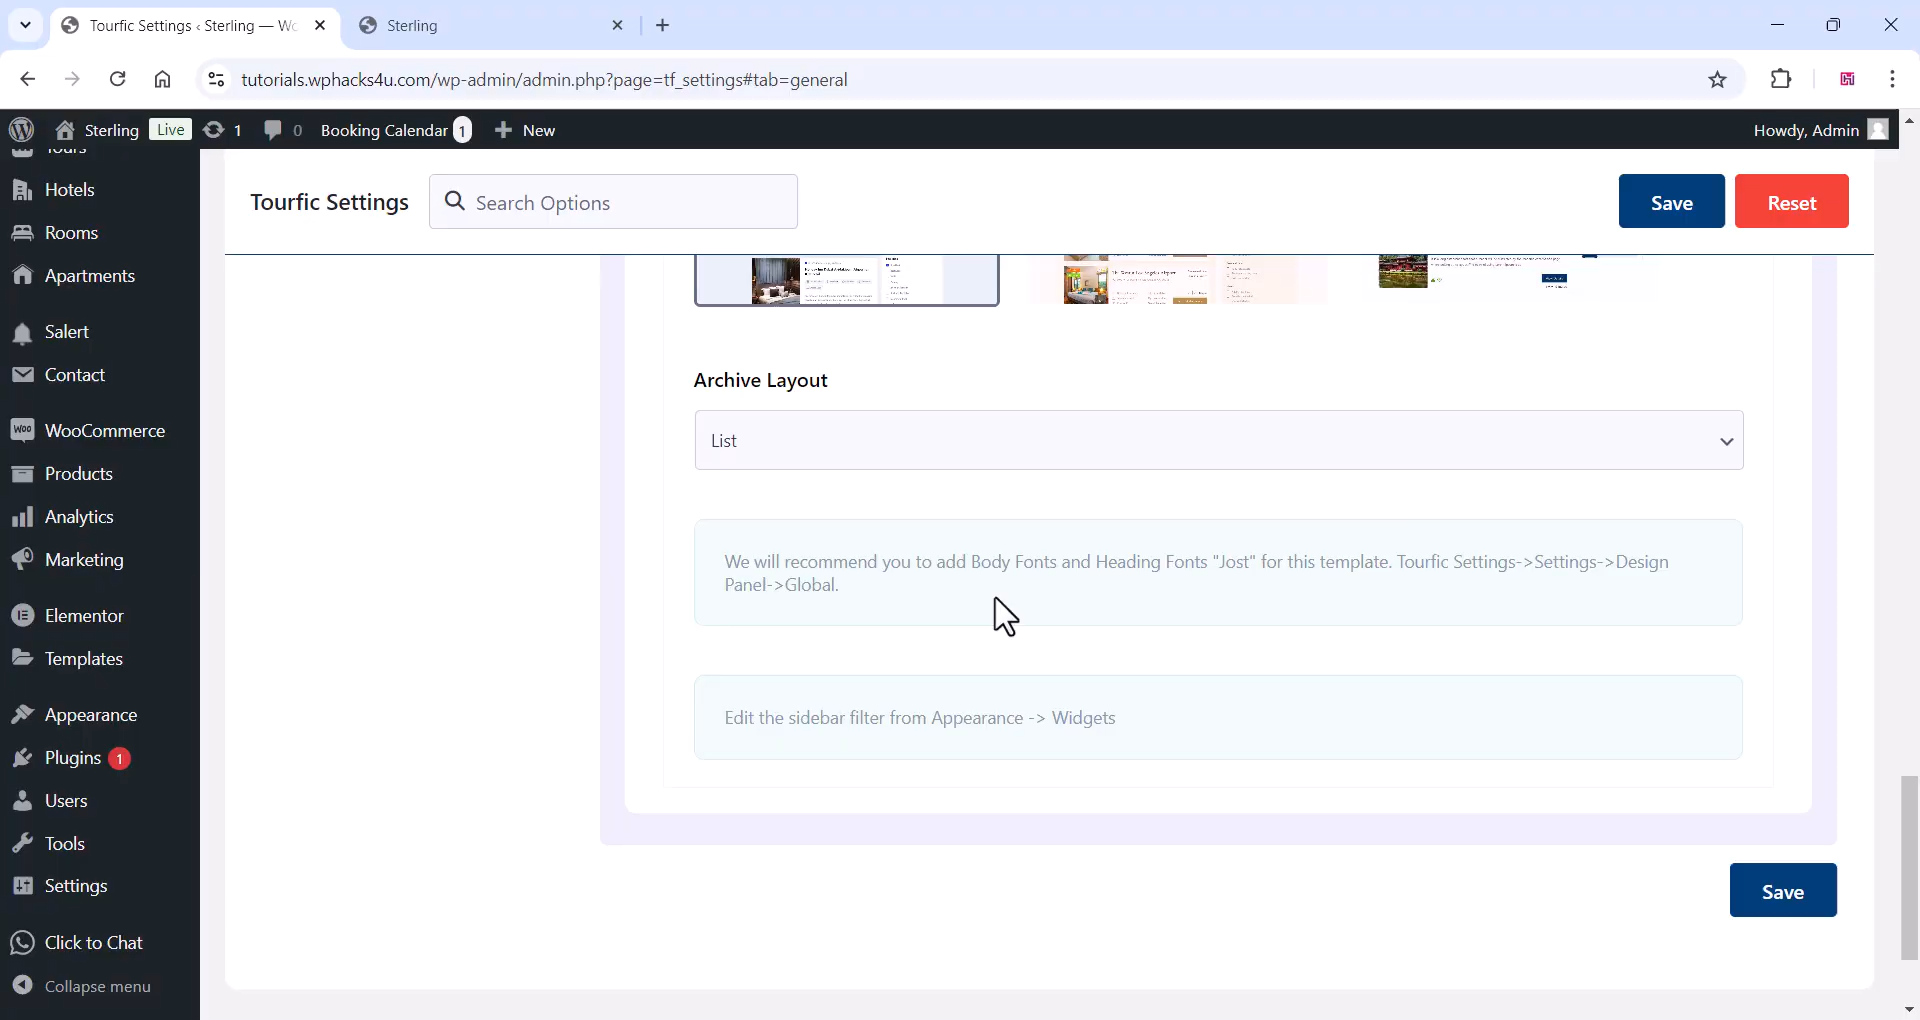 Tourfic Settings ‹ Sterling — Wc
Sterling
tutorials.wphacks4u.com/wp-admin/admin.php?page=tf_settings#tab=general
Sterling
Live
1
0
Booking Calendar 1
New
Howdy, Admin
Tours
Hotels
Rooms
Apartments
Salert
Contact
WooCommerce
Products
Analytics
Marketing
Elementor
Templates
Appearance
Plugins 1
Users
Tools
Settings
Click to Chat
Collapse menu
Tourfic Settings
Search Options
Save
Reset
Archive Layout
List
We will recommend you to add Body Fonts and Heading Fonts "Jost" for this template. Tourfic Settings->Settings->Design
Panel->Global.
Edit the sidebar filter from Appearance -> Widgets
Save